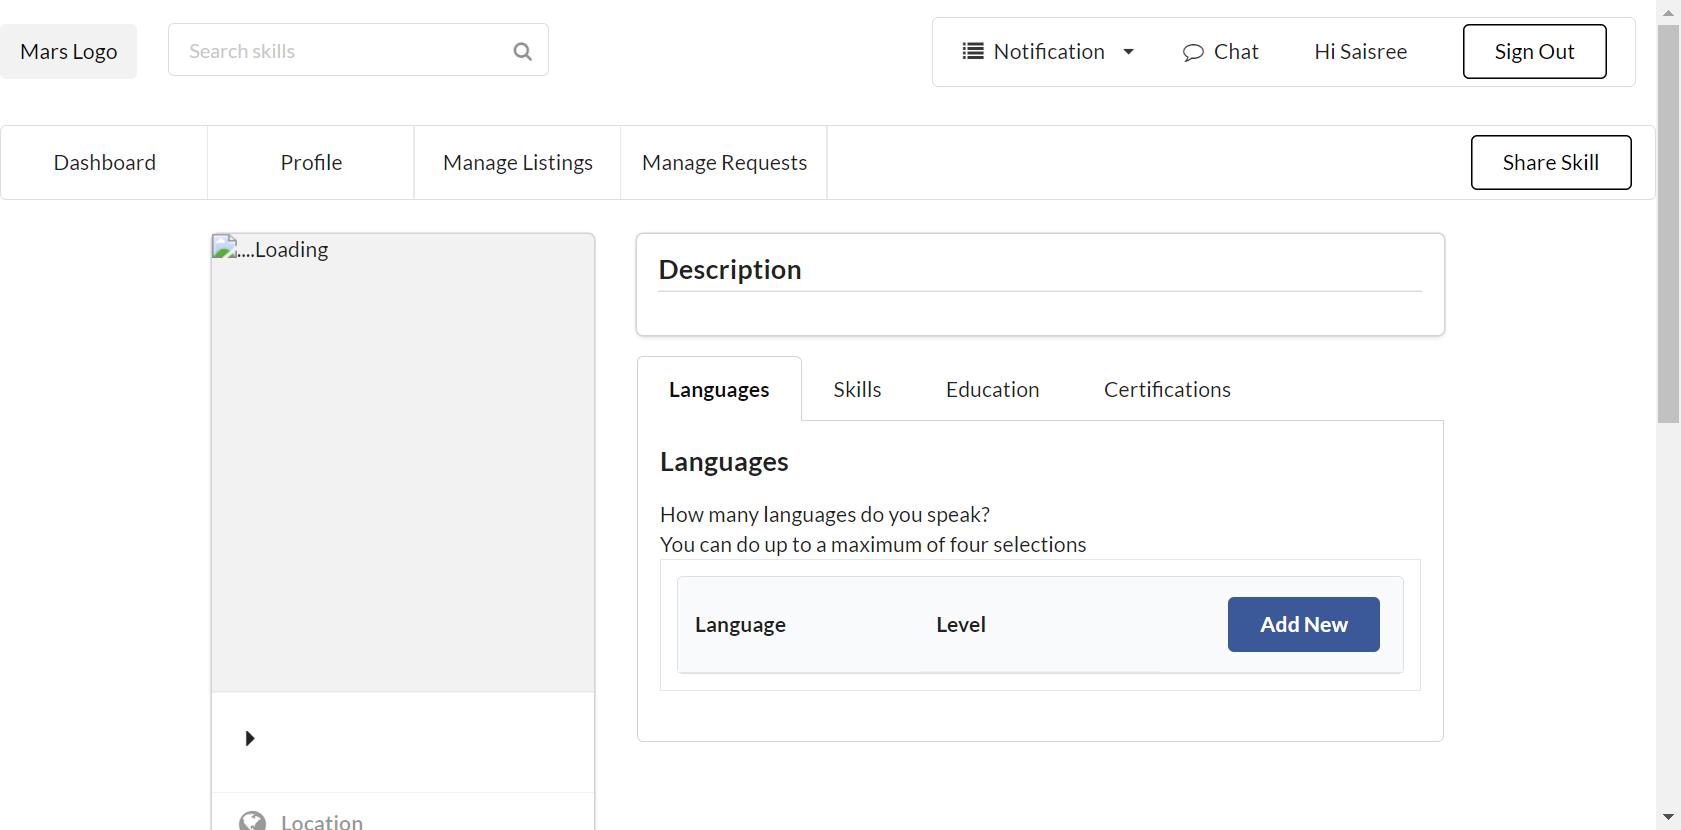 Mars Logo
Search skills
Notification
Chat
Hi Saisree
Sign Out
Dashboard
Profile
Manage Listings
Manage Requests
Share Skill
....Loading
Location
Description
Languages
Skills
Education
Certifications
Languages
How many languages do you speak?
You can do up to a maximum of four selections
Language
Level
Add New